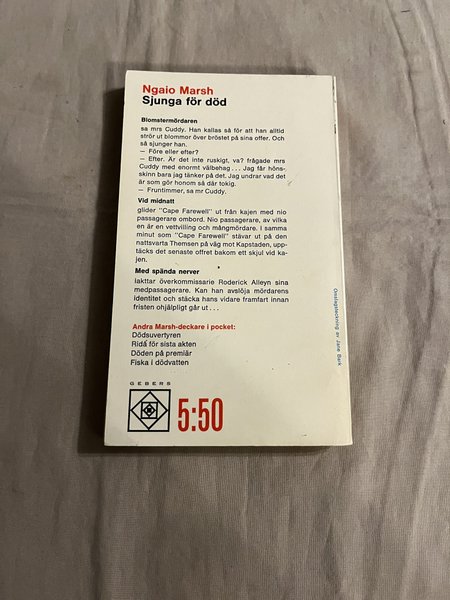 Ngaio Marsh
Sjunga för död
Blomstermördaren
sa mrs Cuddy. Han kallas så för att han alltid
strör ut blommor över bröstet på sina offer. Och
så sjunger han.
— Före eller efter?
— Efter. Är det inte ruskigt, va? frågade mrs
Cuddy med enormt välbehag . . . Jag får höns-
skinn bara jag tänker på det. Jag undrar vad det
är som gör honom så där tokig.
— Fruntimmer, sa mr Cuddy.
Vid midnatt
glider "Cape Farewell" ut från kajen med nio
passagerare ombord. Nio passagerare, av vilka
en är en vettvilling och mångmördare. I samma
minut som "Cape Farewell" stävar ut på den
nattsvarta Themsen på väg mot Kapstaden, upp-
täcks det senaste offret bakom ett skjul vid ka-
jen.
Med spända nerver
iakttar överkommissarie Roderick Alleyn sina
medpassagerare. Kan han avslöja mördarens
identitet och stäcka hans vidare framfart innan
fristen ohjälpligt går ut . . .
Andra Marsh-deckare i pocket:
Dödsuvertyren
Ridå för sista akten
Döden på premiär
Fiska i dödvatten
GEBERS
5:50
Omslagsteckning av Jane Bark